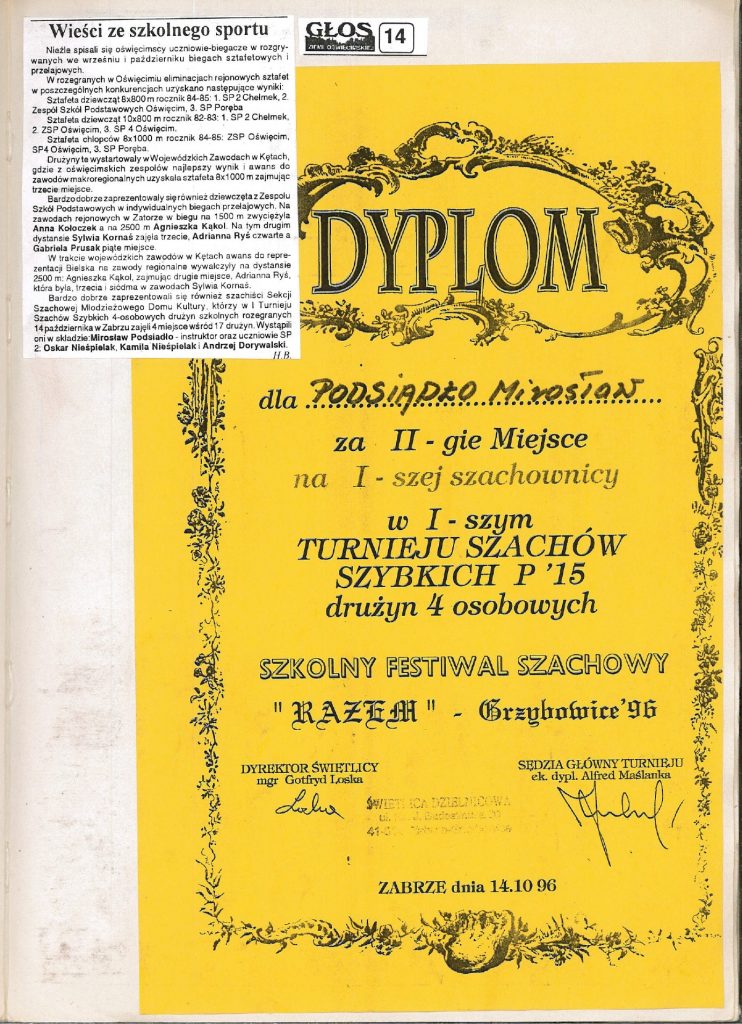 Wieści ze szkolnego sportu
Nieźle spisali się oświęcimscy uczniowie-biegacze w rozgry-
wanych we wrześniu i październiku biegach sztafetowych i
przełajowych.
W rozegranych w Oświęcimiu eliminacjach rejonowych sztafet
w poszczególnych konkurencjach uzyskano następujące wyniki:
Sztafeta dziewcząt 8x800 m rocznik 84-85: 1. SP 2 Chełmek, 2.
Zespół Szkół Podstawowych Oświęcim, 3. SP Poręba
Sztafeta dziewcząt 10x800 m rocznik 82-83: 1. SP 2 Chełmek,
2. ZSP Oświęcim, 3. SP 4 Oświęcim.
Sztafeta chłopców 8x1000 m rocznik 84-85: ZSP Oświęcim,
SP4 Oświęcim, 3. SP Poręba.
Drużyny te wystartowały w Wojewódzkich Zawodach w Kętach,
gdzie z oświęcimskich zespołów najlepszy wynik i awans do
zawodów makroregionalnych uzyskała sztafeta 8x1000 m zajmując
trzecie miejsce.
Bardzo dobrze zaprezentowały się również dziewczęta z Zespołu
Szkół Podstawowych w indywidualnych biegach przełajowych. Na
zawodach rejonowych w Zatorze w biegu na 1500 m zwyciężyła
Anna Kołoczek a na 2500 m Agnieszka Kąkol. Na tym drugim
dystansie Sylwia Kornaś zajęła trzecie, Adrianna Ryś czwarte a
Gabriela Prusak piąte miejsce.
W trakcie wojewódzkich zawodów w Kętach awans do repre-
zentacji Bielska na zawody regionalne wywalczyły na dystansie
2500 m: Agnieszka Kąkol, zajmując drugie miejsce, Adrianna Ryś,
która była, trzecia i siódma w zawodach Sylwia Kornaś.
Bardzo dobrze zaprezentowali się również szachiści Sekcji
Szachowej Młodzieżowego Domu Kultury, którzy w I Turnieju
Szachów Szybkich 4-osobowych drużyn szkolnych rozegranych
14 października w Zabrzu zajęli 4 miejsce wśród 17 drużyn. Wystąpili
oni w składzie: Mirosław Podsiadło - instruktor oraz uczniowie SP
2: Oskar Nieśpielak, Kamila Nieśpielak i Andrzej Dorywalski.
H.B.
GŁOS
ZIEMI OŚWIĘCIMSKIEJ
14
DYPLOM
dla PODSIĄDŁO Mirosław
za II - gie Miejsce
na I - szej szachownicy
w I - szym
TURNIEJU SZACHÓW
SZYBKICH P '15
drużyn 4 osobowych
SZKOLNY FESTIWAL SZACHOWY
"RAZEM" - Grzybowice'96
DYREKTOR ŚWIETLICY
mgr Gotfryd Loska
SĘDZIA GŁÓWNY TURNIEJU
ek. dypl. Alfred Maślanka
Loska
ŚWIETLICA DZIELNICOWA
ZABRZE dnia 14.10 96